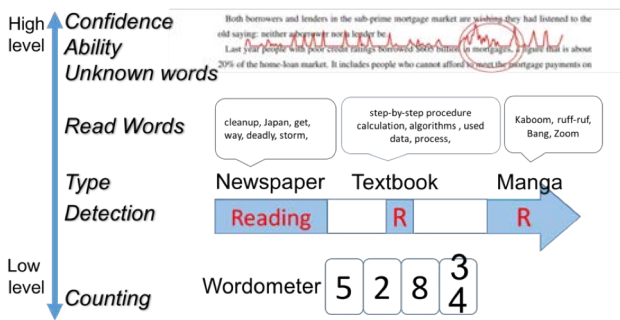 High level
Confidence
Ability
Unknown words
Both borrowers and lenders in the sub-prime mortgage market are wishing they had listened to the
old saying: neither a borrower nor a lender be.
Last year people with poor credit ratings borrowed $605 billion in mortgages, a figure that is about
20% of the home-loan market. It includes people who cannot afford to meet the mortgage payments on
Read Words
cleanup, Japan, get,
way, deadly, storm,
step-by-step procedure
calculation, algorithms , used
data, process,
Kaboom, ruff-ruf,
Bang, Zoom
Type
Newspaper Textbook Manga
Detection
Reading R R
Low level
Counting
Wordometer 5 2 8 3 4